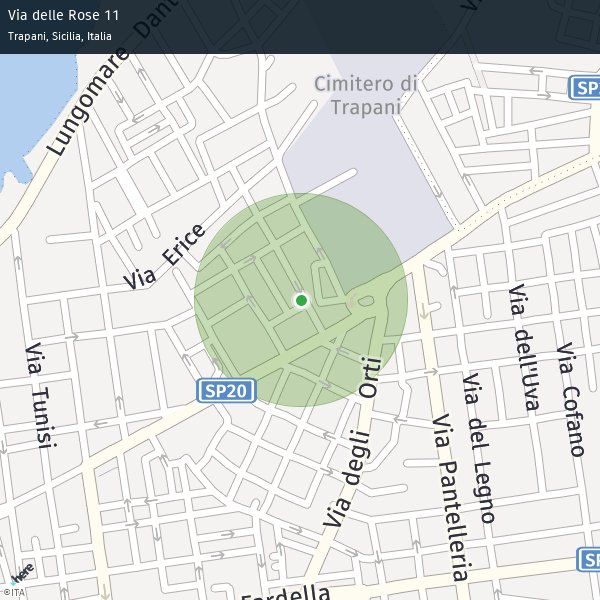 Via delle Rose 11
Trapani, Sicilia, Italia
Lungomare Dant
Cimitero di
Trapani
SP
Via Erice
Via Tunisi
SP20
Via degli Orti
Via dell'Uva
Via Cofano
Via del Legno
Via Pantelleria
Fardella
S
here
©ITA